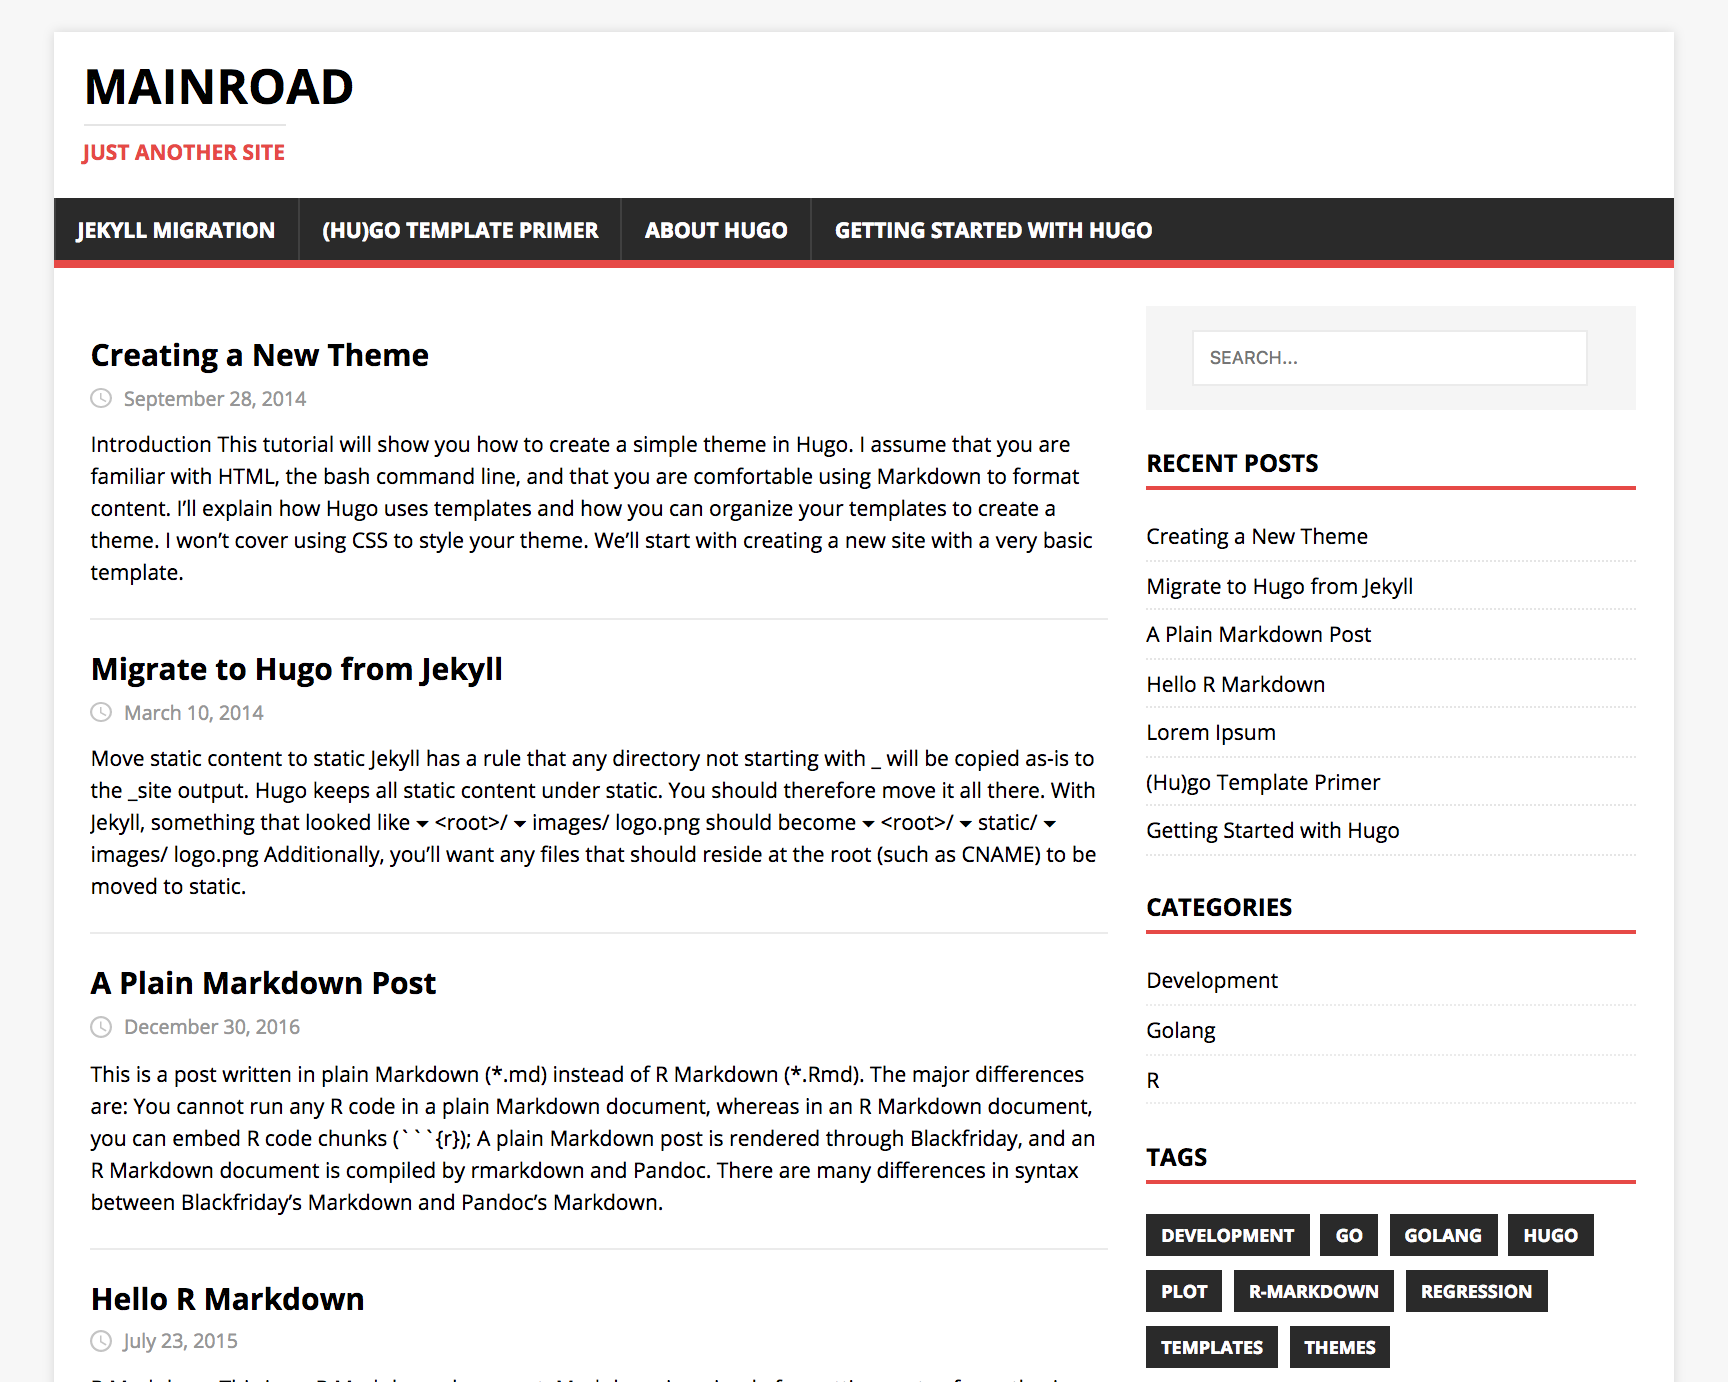 MAINROAD
JUST ANOTHER SITE
JEKYLL MIGRATION
(HU)GO TEMPLATE PRIMER
ABOUT HUGO
GETTING STARTED WITH HUGO
Creating a New Theme
September 28, 2014
Introduction This tutorial will show you how to create a simple theme in Hugo. I assume that you are
familiar with HTML, the bash command line, and that you are comfortable using Markdown to format
content. I’ll explain how Hugo uses templates and how you can organize your templates to create a
theme. I won’t cover using CSS to style your theme. We’ll start with creating a new site with a very basic
template.
Migrate to Hugo from Jekyll
March 10, 2014
Move static content to static Jekyll has a rule that any directory not starting with _ will be copied as-is to
the _site output. Hugo keeps all static content under static. You should therefore move it all there. With
Jekyll, something that looked like ▾ <root>/ ▾ images/ logo.png should become ▾ <root>/ ▾ static/ ▾
images/ logo.png Additionally, you’ll want any files that should reside at the root (such as CNAME) to be
moved to static.
A Plain Markdown Post
December 30, 2016
This is a post written in plain Markdown (*.md) instead of R Markdown (*.Rmd). The major differences
are: You cannot run any R code in a plain Markdown document, whereas in an R Markdown document,
you can embed R code chunks (```{r}); A plain Markdown post is rendered through Blackfriday, and an
R Markdown document is compiled by rmarkdown and Pandoc. There are many differences in syntax
between Blackfriday’s Markdown and Pandoc’s Markdown.
Hello R Markdown
July 23, 2015
SEARCH...
RECENT POSTS
Creating a New Theme
Migrate to Hugo from Jekyll
A Plain Markdown Post
Hello R Markdown
Lorem Ipsum
(Hu)go Template Primer
Getting Started with Hugo
CATEGORIES
Development
Golang
R
TAGS
DEVELOPMENT
GO
GOLANG
HUGO
PLOT
R-MARKDOWN
REGRESSION
TEMPLATES
THEMES